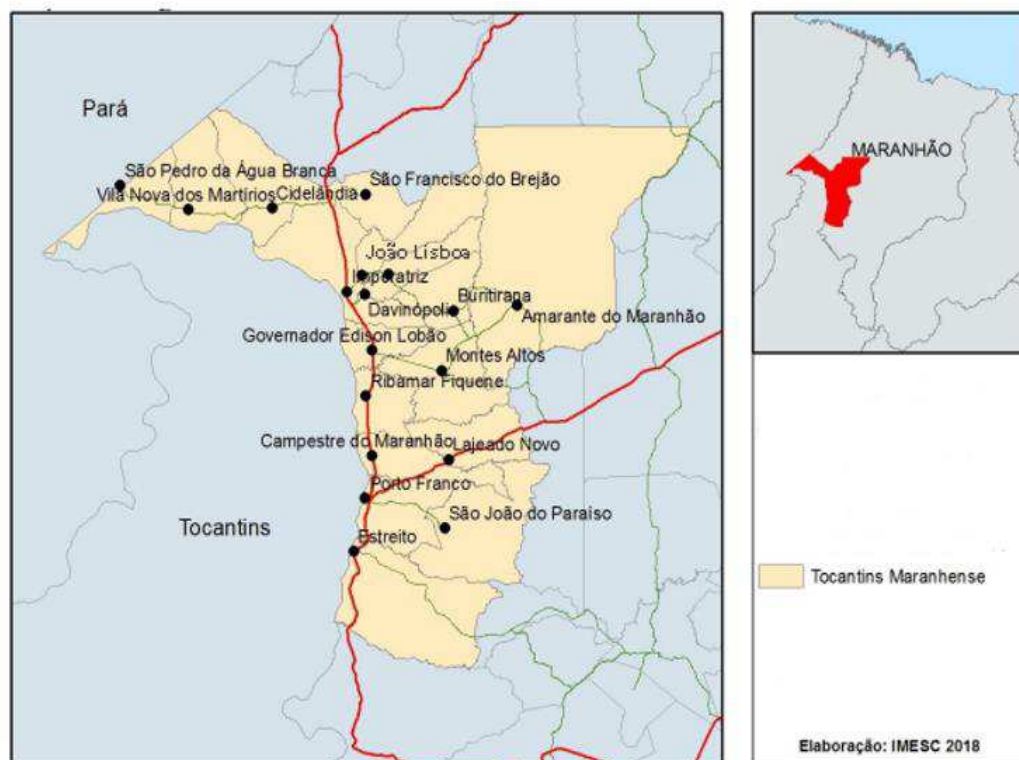 Pará
São Pedro da Água Branca
Vila Nova dos Martírios
Cidelândia
São Francisco do Brejão
João Lisboa
Imperatriz
Davinópolis
Buritirana
Amarante do Maranhão
Governador Edison Lobão
Montes Altos
Ribamar Fiquene
Campestre do Maranhão
Lajeado Novo
Porto Franco
São João do Paraíso
Tocantins
Estreito
MARANHÃO
Tocantins Maranhense
Elaboração: IMESC 2018